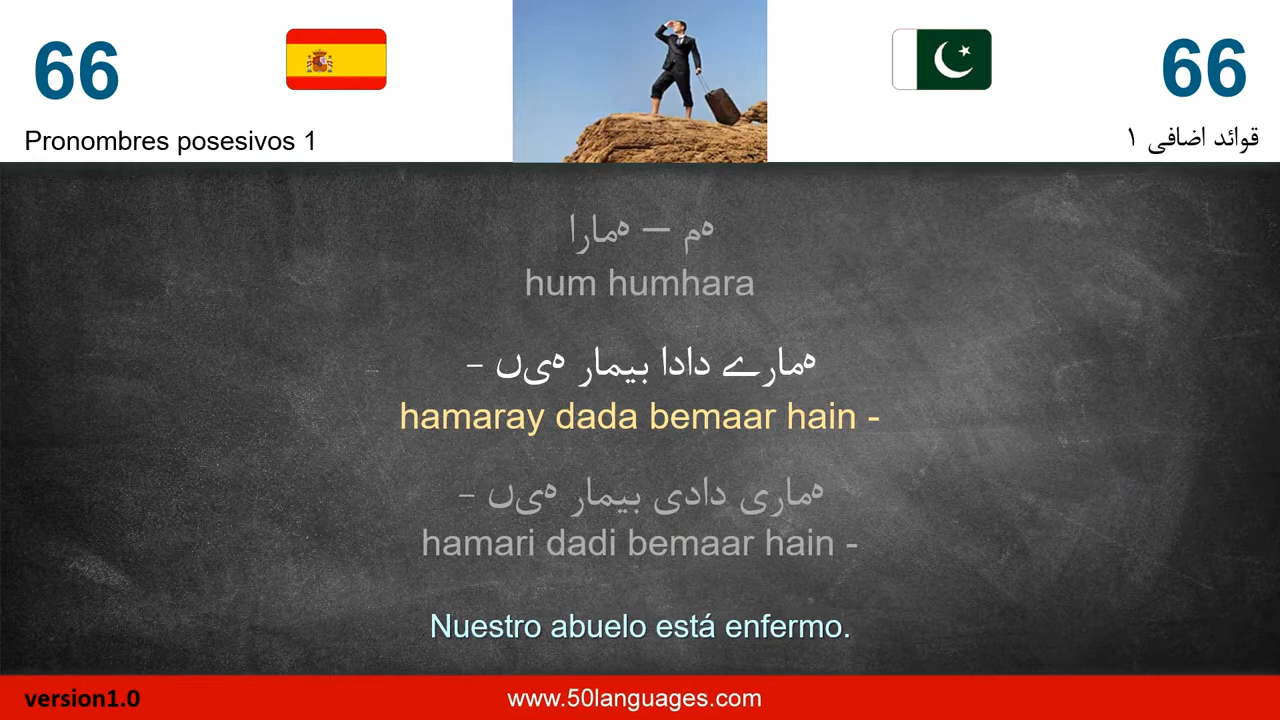 66
66
Pronombres posesivos 1
قوائد اضافی ۱
ہم – ہمارا
hum humhara
ہمارے دادا بیمار ہیں -
hamaray dada bemaar hain -
ہماری دادی بیمار ہیں -
hamari dadi bemaar hain -
Nuestro abuelo está enfermo.
version1.0
www.50languages.com